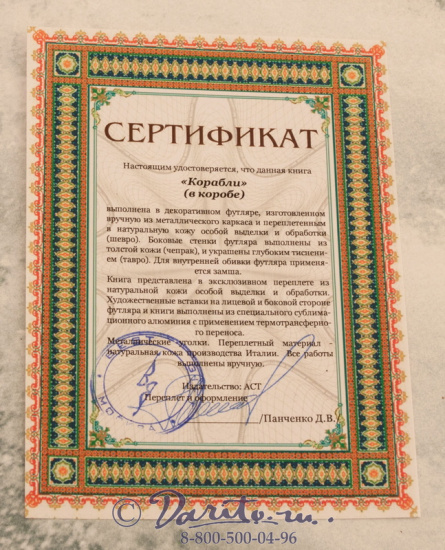 СЕРТИФИКАТ
Настоящим удостоверяется, что данная книга
«Корабли»
(в коробе)
выполнена в декоративном футляре, изготовленном
вручную из металлического каркаса и переплетенным
в натуральную кожу особой выделки и обработки
(шевро). Боковые стенки футляра выполнены из
толстой кожи (чепрак), и украшены глубоким тиснени-
ем (тавро). Для внутренней обивки футляра применя-
ется замша.
Книга представлена в эксклюзивном переплете из
натуральной кожи особой выделки и обработки.
Художественные вставки на лицевой и боковой стороне
футляра и книги выполнены из специального сублима-
ционного алюминия с применением термотрансферно-
го переноса.
Металлические уголки. Переплетный материал -
натуральная кожа производства Италии. Все работы
выполнены вручную.
Издательство: АСТ
Переплет и оформление
/Панченко Д.В.
© Darito.ru
8-800-500-04-96